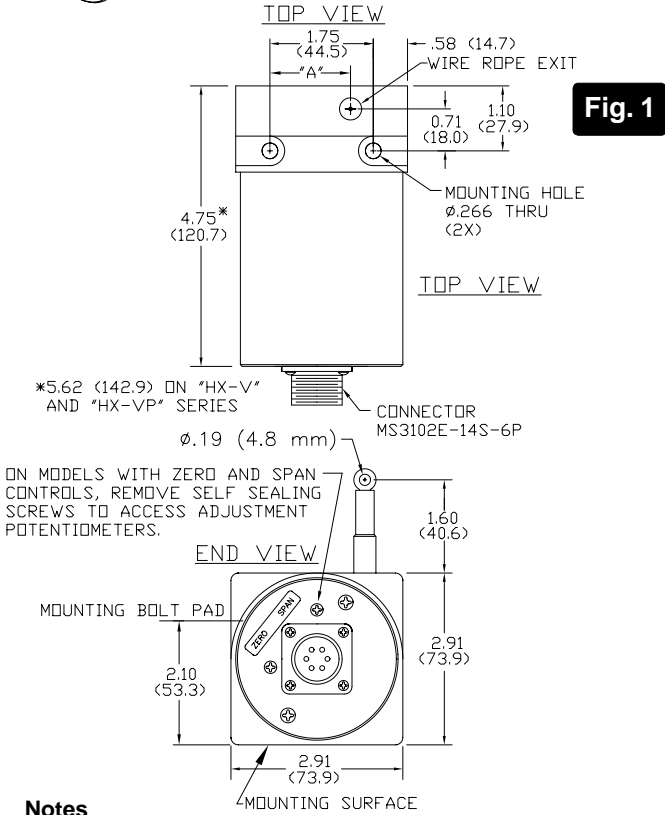 TOP VIEW
1.75
(44.5)
.58 (14.7)
WIRE ROPE EXIT
"A"
0.71
(18.0)
1.10
(27.9)
Fig. 1
MOUNTING HOLE
ø.266 THRU
(2X)
4.75*
(120.7)
TOP VIEW
*5.62 (142.9) ON "HX-V"
AND "HX-VP" SERIES
CONNECTOR
MS3102E-14S-6P
ø.19 (4.8 mm)
ON MODELS WITH ZERO AND SPAN
CONTROLS, REMOVE SELF SEALING
SCREWS TO ACCESS ADJUSTMENT
POTENTIOMETERS.
1.60
(40.6)
END VIEW
MOUNTING BOLT PAD
ZERO SPAN
2.10
(53.3)
2.91
(73.9)
2.91
(73.9)
MOUNTING SURFACE
Notes